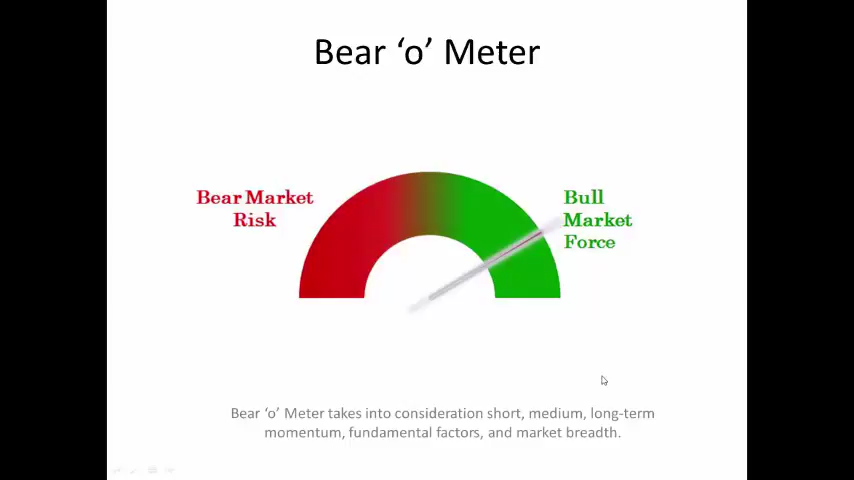 Bear ‘o’ Meter
Bear Market
Risk
Bull
Market
Force
Bear ‘o’ Meter takes into consideration short, medium, long-term
momentum, fundamental factors, and market breadth.